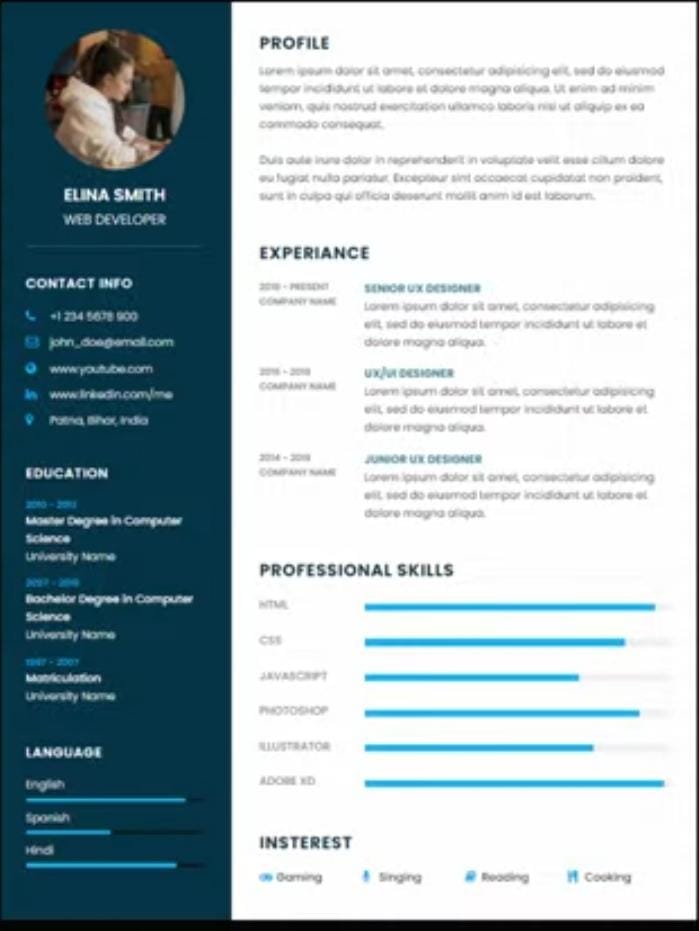 ELINA SMITH
WEB DEVELOPER
CONTACT INFO
+1 234 5678 900
john_doe@email.com
www.youtube.com
www.linkedin.com/me
Patna, Bihar, India
EDUCATION
2010 - 2012
Master Degree in Computer
Science
University Name
2007 - 2010
Bachelor Degree in Computer
Science
University Name
1997 - 2007
Matriculation
University Name
LANGUAGE
English
Spanish
Hindi
PROFILE
Lorem ipsum dolor sit amet, consectetur adipisicing elit, sed do eiusmod
tempor incididunt ut labore et dolore magna aliqua. Ut enim ad minim
veniam, quis nostrud exercitation ullamco laboris nisi ut aliquip ex ea
commodo consequat.
Duis aute irure dolor in reprehenderit in voluptate velit esse cillum dolore
eu fugiat nulla pariatur. Excepteur sint occaecat cupidatat non proident,
sunt in culpa qui officia deserunt mollit anim id est laborum.
EXPERIANCE
2019 - PRESENT
COMPANY NAME
SENIOR UX DESIGNER
Lorem ipsum dolor sit amet, consectetur adipisicing
elit, sed do eiusmod tempor incididunt ut labore et
dolore magna aliqua.
COMPANY NAME
UX/UI DESIGNER
Lorem ipsum dolor sit amet, consectetur adipisicing
elit, sed do eiusmod tempor incididunt ut labore et
dolore magna aliqua.
COMPANY NAME
JUNIOR UX DESIGNER
Lorem ipsum dolor sit amet, consectetur adipisicing
elit, sed do eiusmod tempor incididunt ut labore et
dolore magna aliqua.
PROFESSIONAL SKILLS
HTML
CSS
JAVASCRIPT
PHOTOSHOP
ILLUSTRATOR
ADOBE XD
INSTEREST
Gaming
Singing
Reading
Cooking